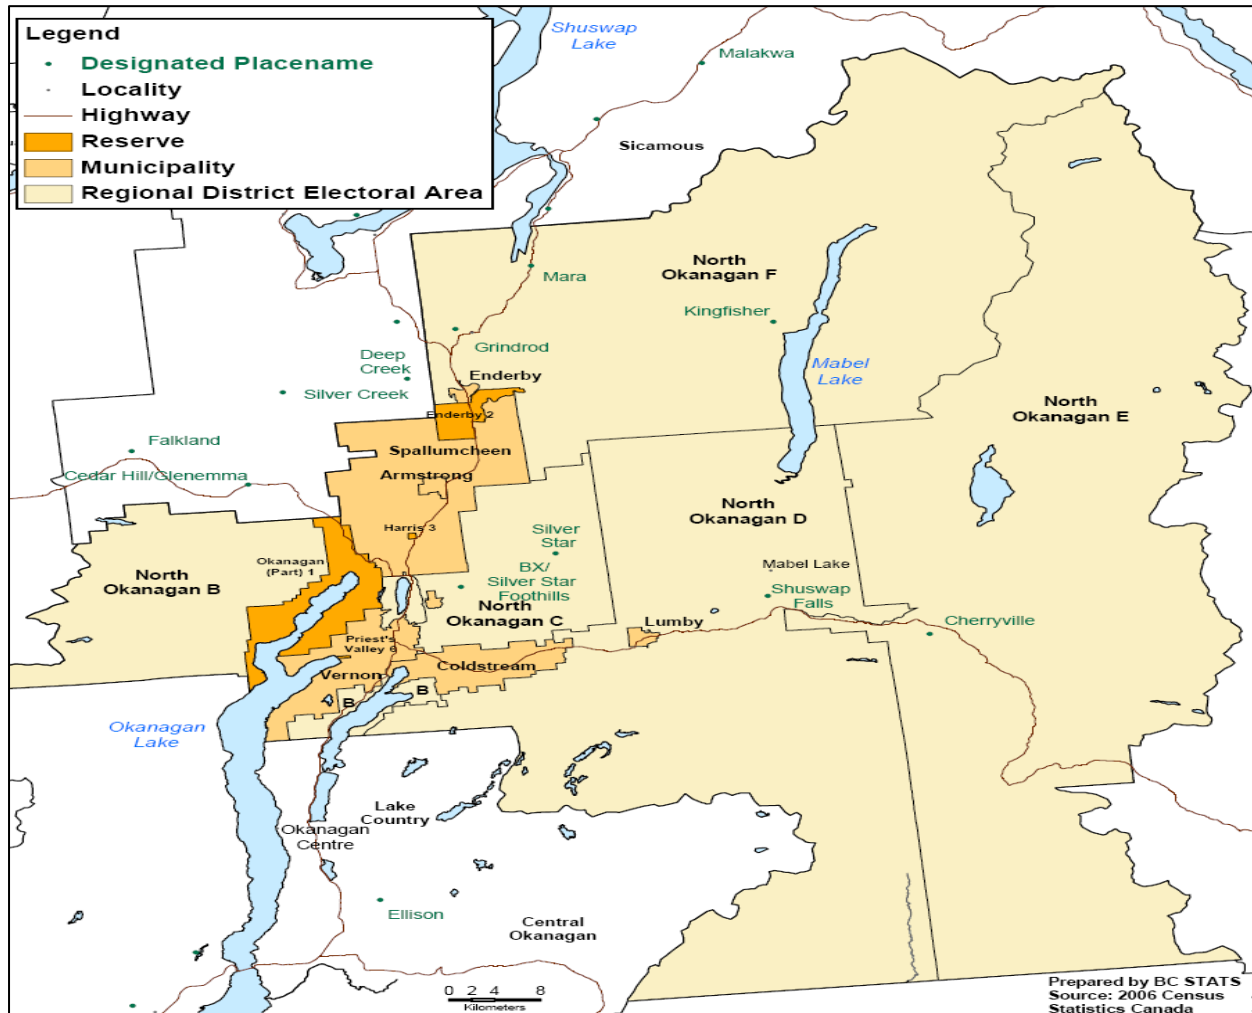 Legend
Designated Placename
Locality
Highway
Reserve
Municipality
Regional District Electoral Area
Shuswap
Lake
Malakwa
Sicamous
North
Okanagan F
Mara
Kingfisher
Grindrod
Deep
Creek
Mabel
Lake
Enderby
Silver Creek
North
Okanagan E
Enderby 2
Falkland
Spallumcheen
Cedar Hill/Glenemma
Armstrong
North
Okanagan D
Harris 3
Silver
Star
Okanagan
(Part) 1
North
Okanagan B
BX/
Silver Star
Foothills
Mabel Lake
Shuswap
Falls
North
Okanagan C
Lumby
Cherryville
Priest's
Valley 6
Coldstream
Vernon
B
B
Okanagan
Lake
Lake
Country
Okanagan
Centre
Ellison
Central
Okanagan
0 2 4 8
Kilometers
Prepared by BC STATS
Source: 2006 Census
Statistics Canada